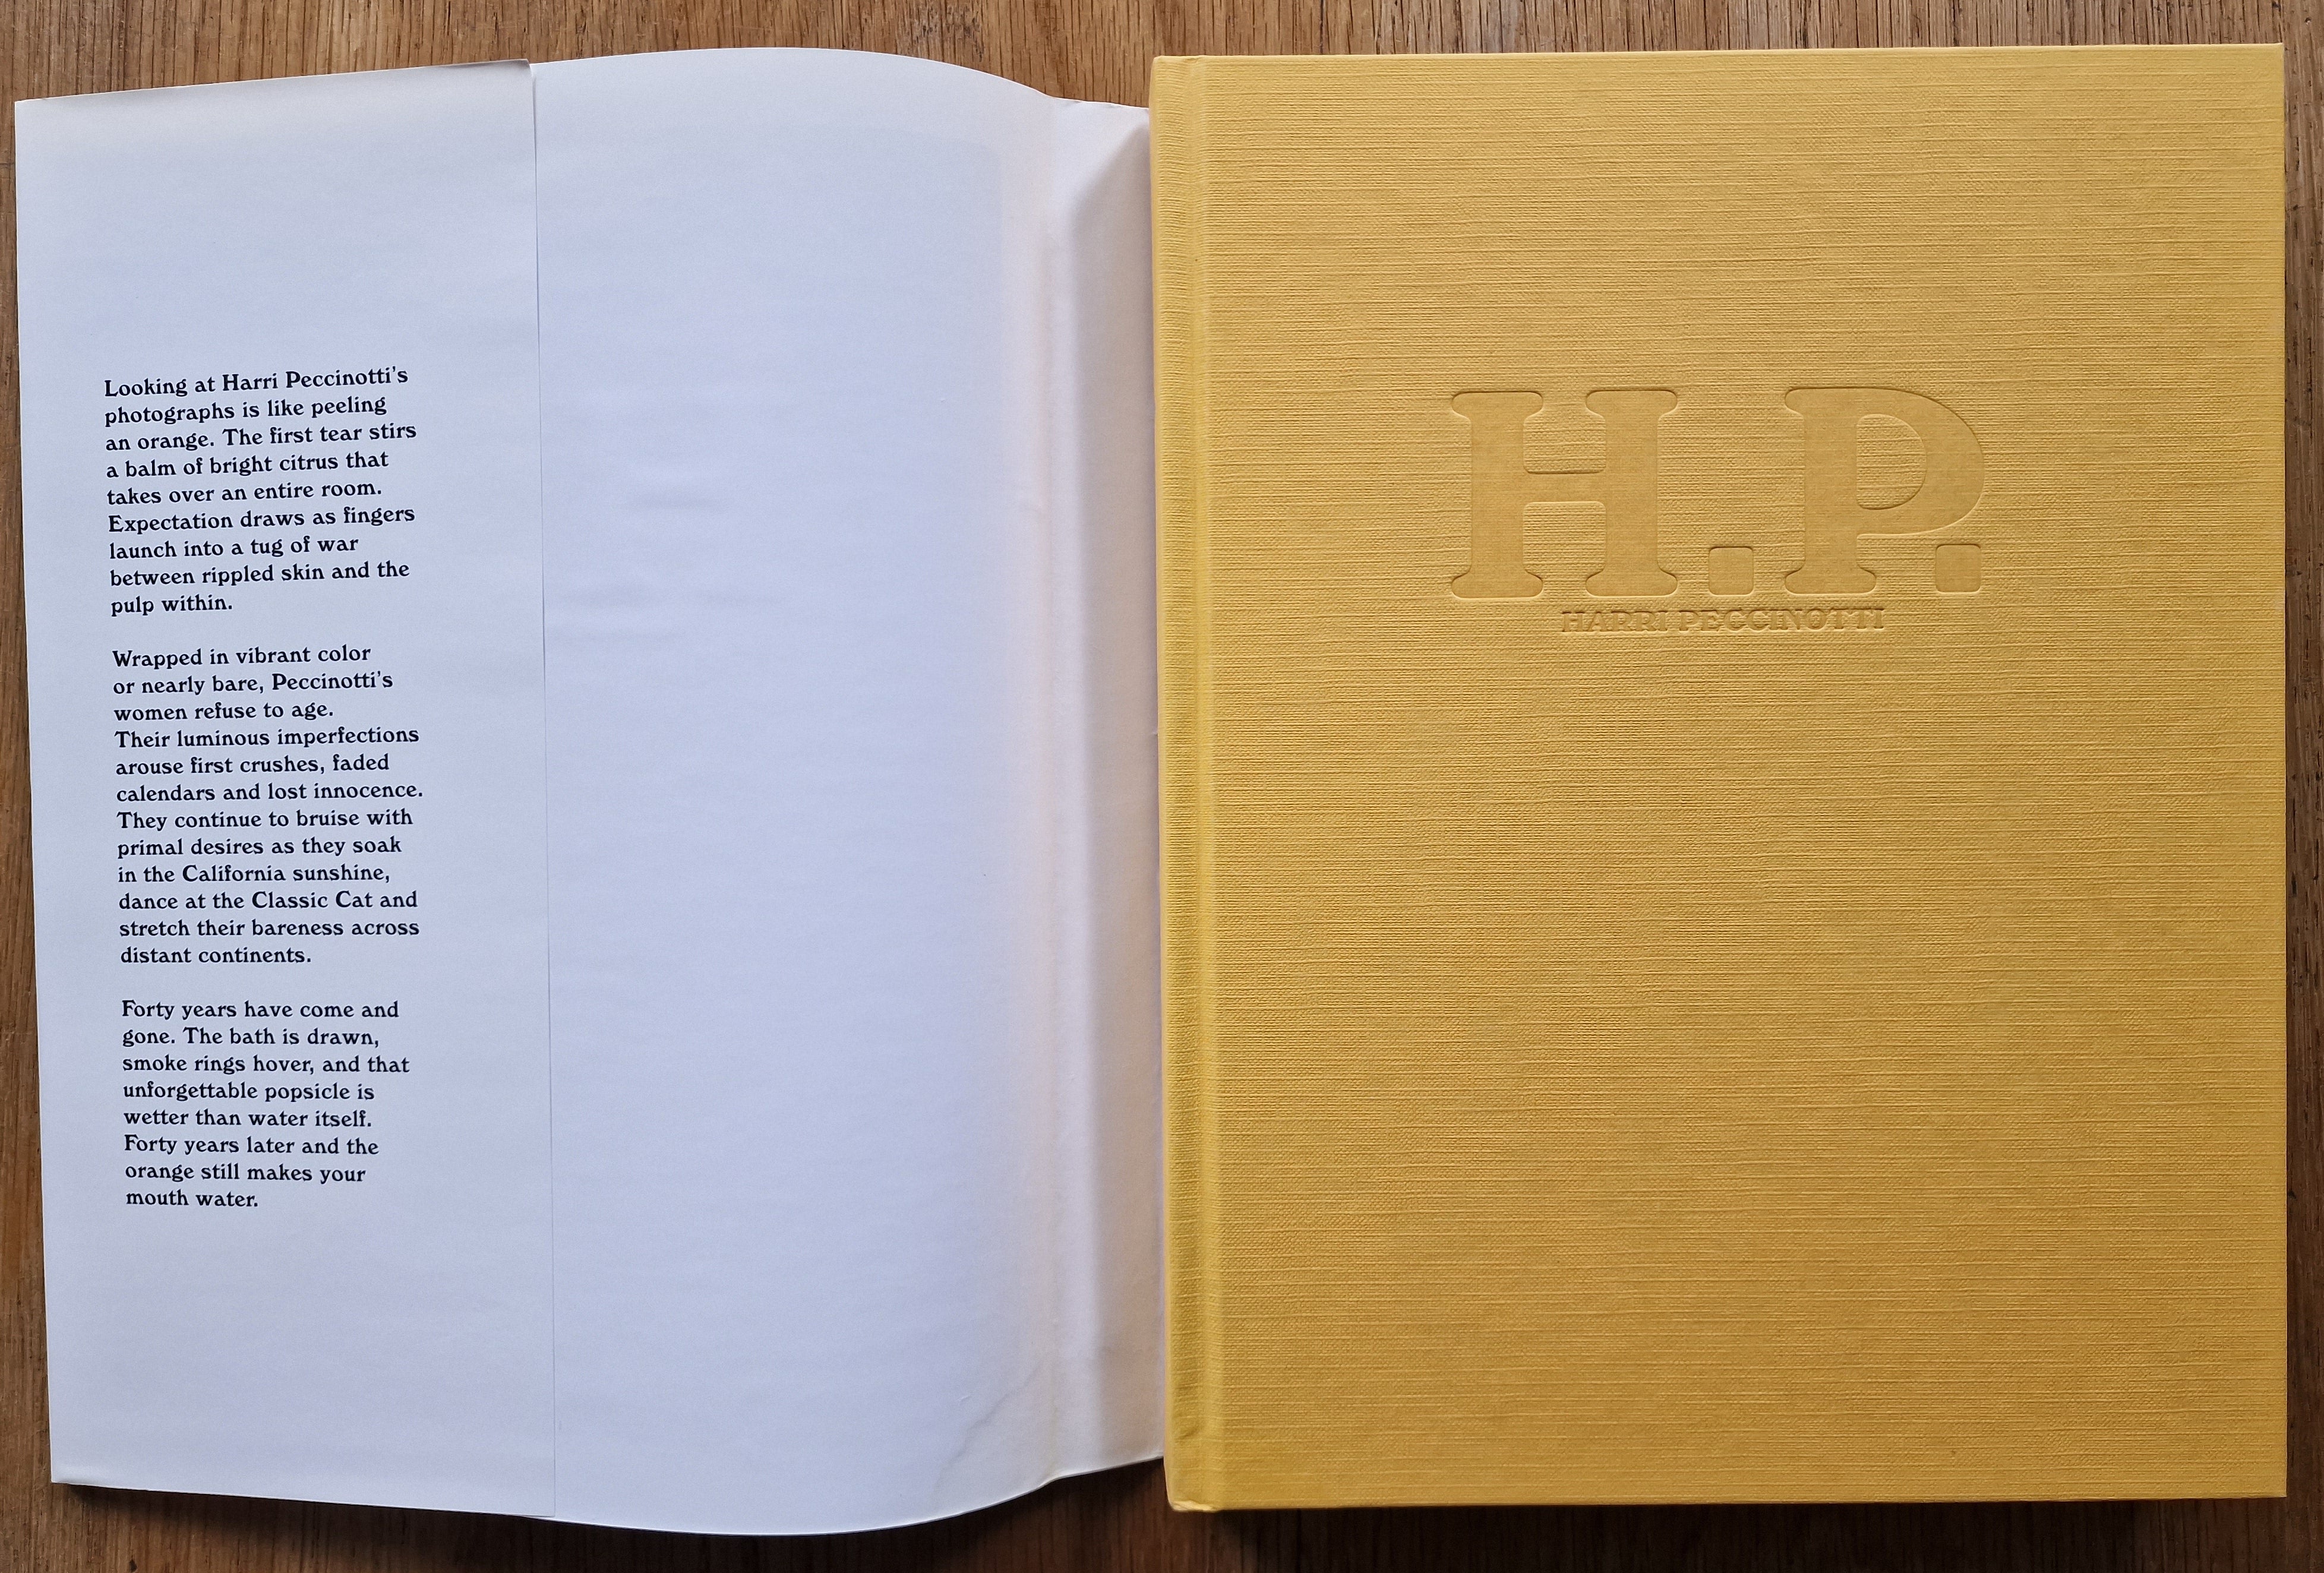 Looking at Harri Peccinotti's
photographs is like peeling
an orange. The first tear stirs
a balm of bright citrus that
takes over an entire room.
Expectation draws as fingers
launch into a tug of war
between rippled skin and the
pulp within.
Wrapped in vibrant color
or nearly bare, Peccinotti's
women refuse to age.
Their luminous imperfections
arouse first crushes, faded
calendars and lost innocence.
They continue to bruise with
primal desires as they soak
in the California sunshine,
dance at the Classic Cat and
stretch their bareness across
distant continents.
Forty years have come and
gone. The bath is drawn,
smoke rings hover, and that
unforgettable popsicle is
wetter than water itself.
Forty years later and the
orange still makes your
mouth water.
H.P.
HARRI PECCINOTTI